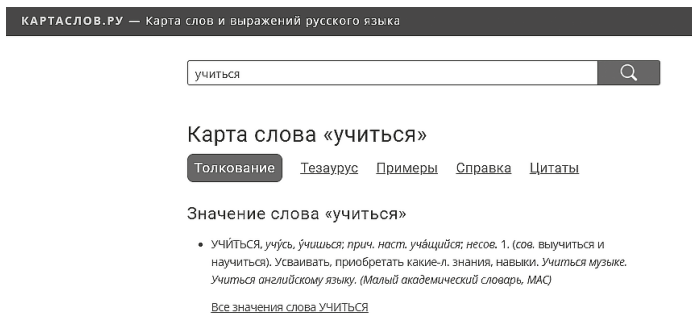 КАРТАСЛОВ.РУ — Карта слов и выражений русского языка
учиться
Карта слова «учиться»
Толкование Тезаурус Примеры Справка Цитаты
Значение слова «учиться»
• УЧИ́ТЬСЯ, учу́сь, у́чишься; прич. наст. уча́щийся; несов. 1. (сов. выучиться и
научиться). Усваивать, приобретать какие-л. знания, навыки. Учиться музыке.
Учиться английскому языку. (Малый академический словарь, МАС)
Все значения слова УЧИТЬСЯ